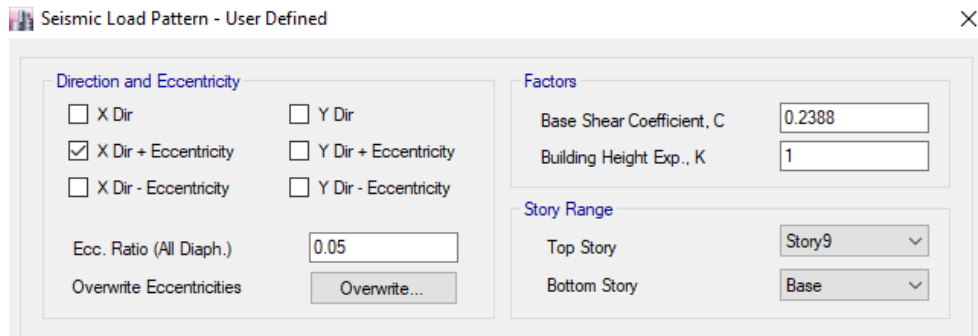 Seismic Load Pattern - User Defined
Direction and Eccentricity
X Dir
Y Dir
X Dir + Eccentricity
Y Dir + Eccentricity
X Dir - Eccentricity
Y Dir - Eccentricity
Ecc. Ratio (All Diaph.)
0.05
Overwrite Eccentricities
Overwrite...
Factors
Base Shear Coefficient, C
0.2388
Building Height Exp., K
1
Story Range
Top Story
Story9
Bottom Story
Base